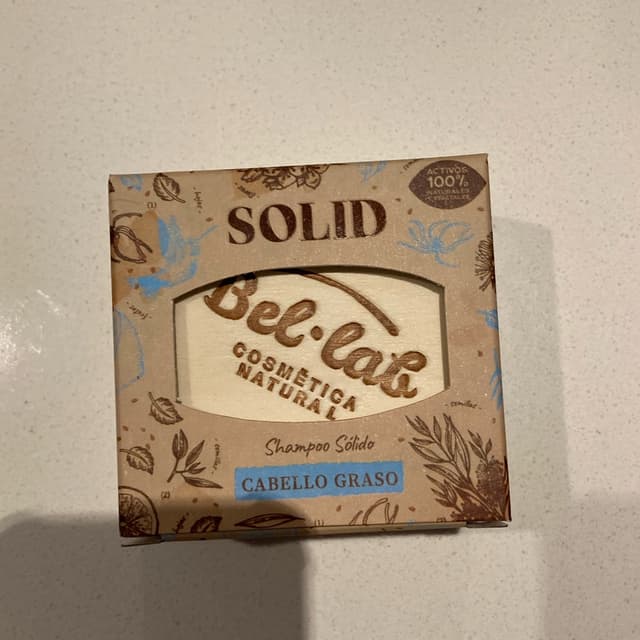 ACTIVOS
100%
NATURALES
SOLID
Bel·lab
COSMÉTICA
NATURAL
Shampoo Sólido
CABELLO GRASO